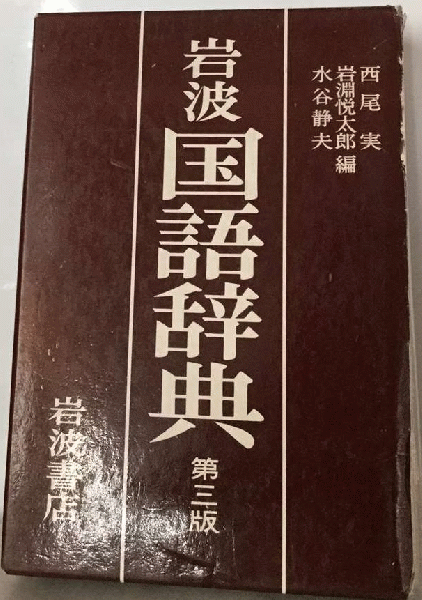 西尾実
岩淵悦太郎 編
水谷静夫
岩波
国語辞典
第三版
岩波書店